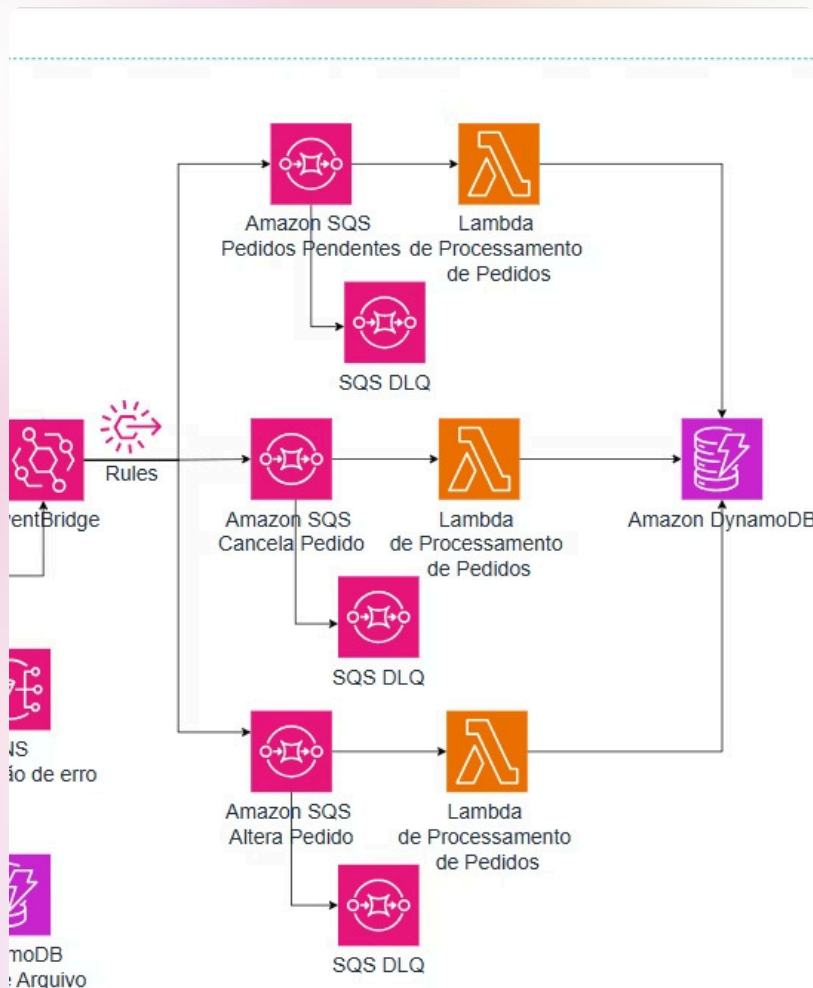 Amazon SQS
Pedidos Pendentes
Lambda
de Processamento
de Pedidos
SQS DLQ
Rules
ventBridge
Amazon SQS
Cancela Pedido
Lambda
de Processamento
de Pedidos
Amazon DynamoDB
SQS DLQ
NS
ão de erro
Amazon SQS
Altera Pedido
Lambda
de Processamento
de Pedidos
moDB
Arquivo
SQS DLQ